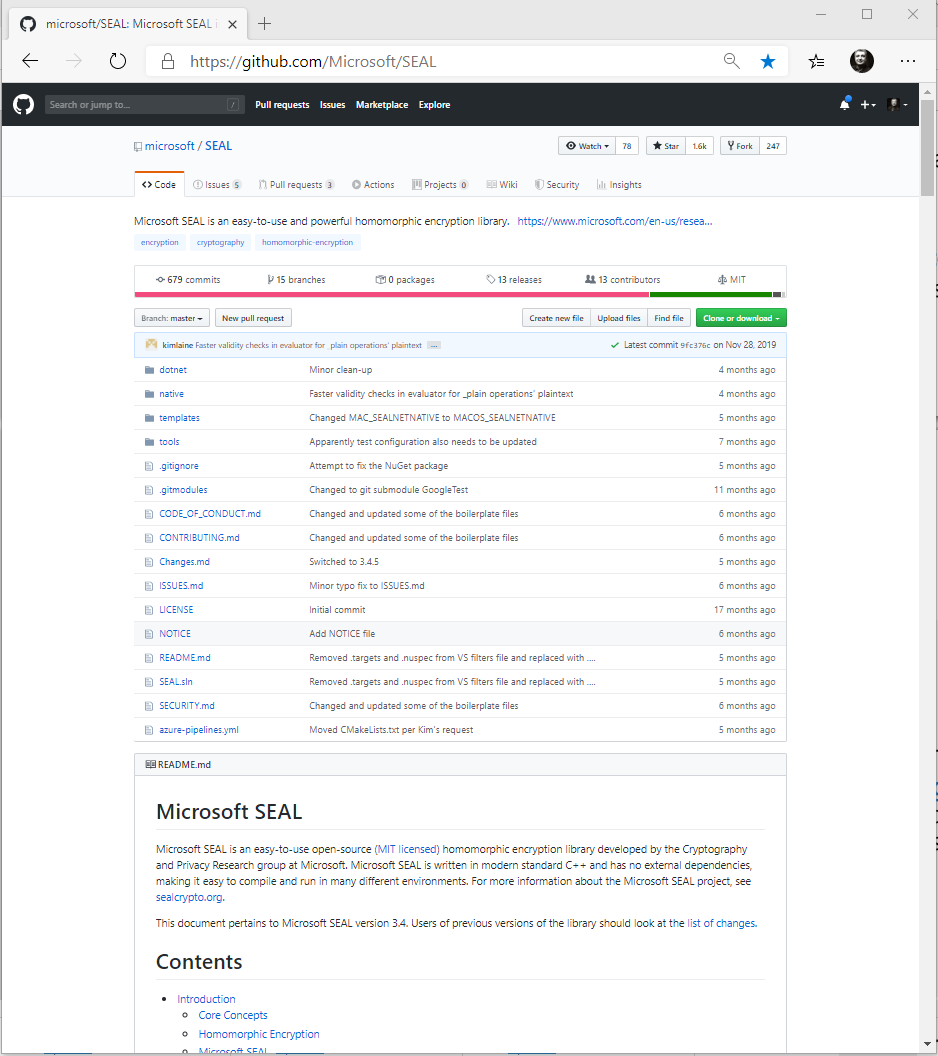 microsoft/SEAL: Microsoft SEAL i
https://github.com/Microsoft/SEAL
Search or jump to... /
Pull requests Issues Marketplace Explore
microsoft / SEAL
Watch 78 Star 1.6k Fork 247
Code Issues 5 Pull requests 3 Actions Projects 0 Wiki Security Insights
Microsoft SEAL is an easy-to-use and powerful homomorphic encryption library. https://www.microsoft.com/en-us/resea...
encryption cryptography homomorphic-encryption
679 commits 15 branches 0 packages 13 releases 13 contributors MIT
Branch: master New pull request Create new file Upload files Find file Clone or download
kimlaine Faster validity checks in evaluator for _plain operations' plaintext ... Latest commit 9fc376c on Nov 28, 2019
dotnet Minor clean-up 4 months ago
native Faster validity checks in evaluator for _plain operations' plaintext 4 months ago
templates Changed MAC_SEALNETNATIVE to MACOS_SEALNETNATIVE 5 months ago
tools Apparently test configuration also needs to be updated 7 months ago
.gitignore Attempt to fix the NuGet package 5 months ago
.gitmodules Changed to git submodule GoogleTest 11 months ago
CODE_OF_CONDUCT.md Changed and updated some of the boilerplate files 6 months ago
CONTRIBUTING.md Changed and updated some of the boilerplate files 6 months ago
Changes.md Switched to 3.4.5 5 months ago
ISSUES.md Minor typo fix to ISSUES.md 6 months ago
LICENSE Initial commit 17 months ago
NOTICE Add NOTICE file 6 months ago
README.md Removed .targets and .nuspec from VS filters file and replaced with .... 5 months ago
SEAL.sln Removed .targets and .nuspec from VS filters file and replaced with .... 5 months ago
SECURITY.md Changed and updated some of the boilerplate files 6 months ago
azure-pipelines.yml Moved CMakeLists.txt per Kim's request 5 months ago
README.md
Microsoft SEAL
Microsoft SEAL is an easy-to-use open-source (MIT licensed) homomorphic encryption library developed by the Cryptography
and Privacy Research group at Microsoft. Microsoft SEAL is written in modern standard C++ and has no external dependencies,
making it easy to compile and run in many different environments. For more information about the Microsoft SEAL project, see
sealcrypto.org.
This document pertains to Microsoft SEAL version 3.4. Users of previous versions of the library should look at the list of changes.
Contents
Introduction
Core Concepts
Homomorphic Encryption
Microsoft SEAL